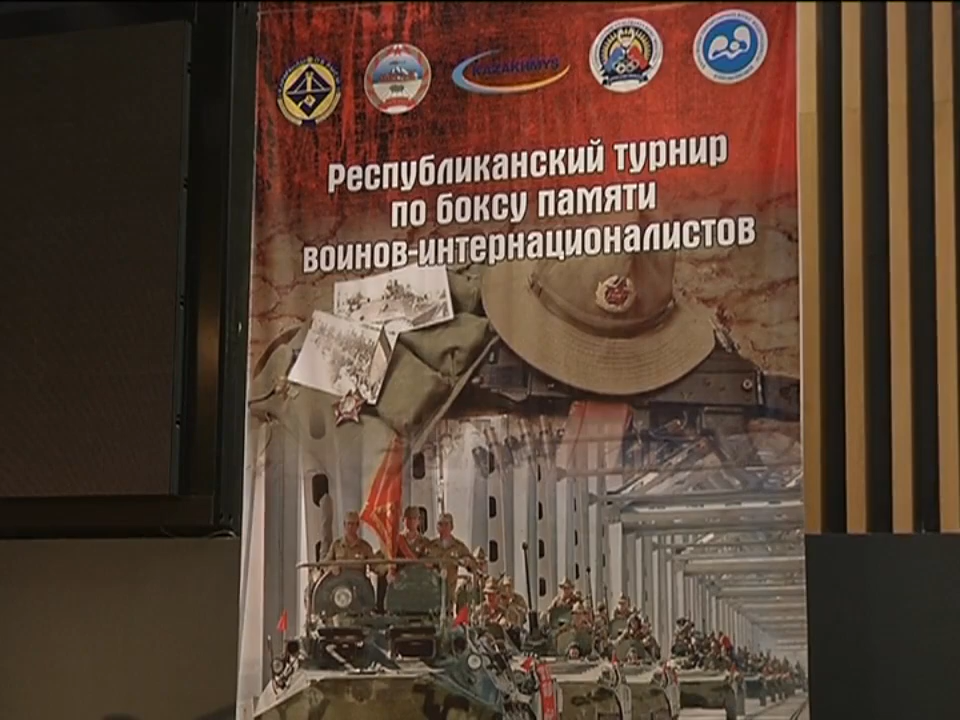 KAZAKHMYS
Республиканский турнир
по боксу памяти
воинов-интернационалистов